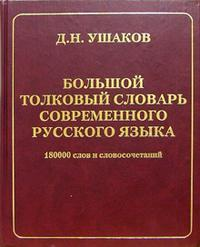 Д.Н. УШАКОВ
БОЛЬШОЙ
ТОЛКОВЫЙ СЛОВАРЬ
СОВРЕМЕННОГО
РУССКОГО ЯЗЫКА
180000 слов и словосочетаний